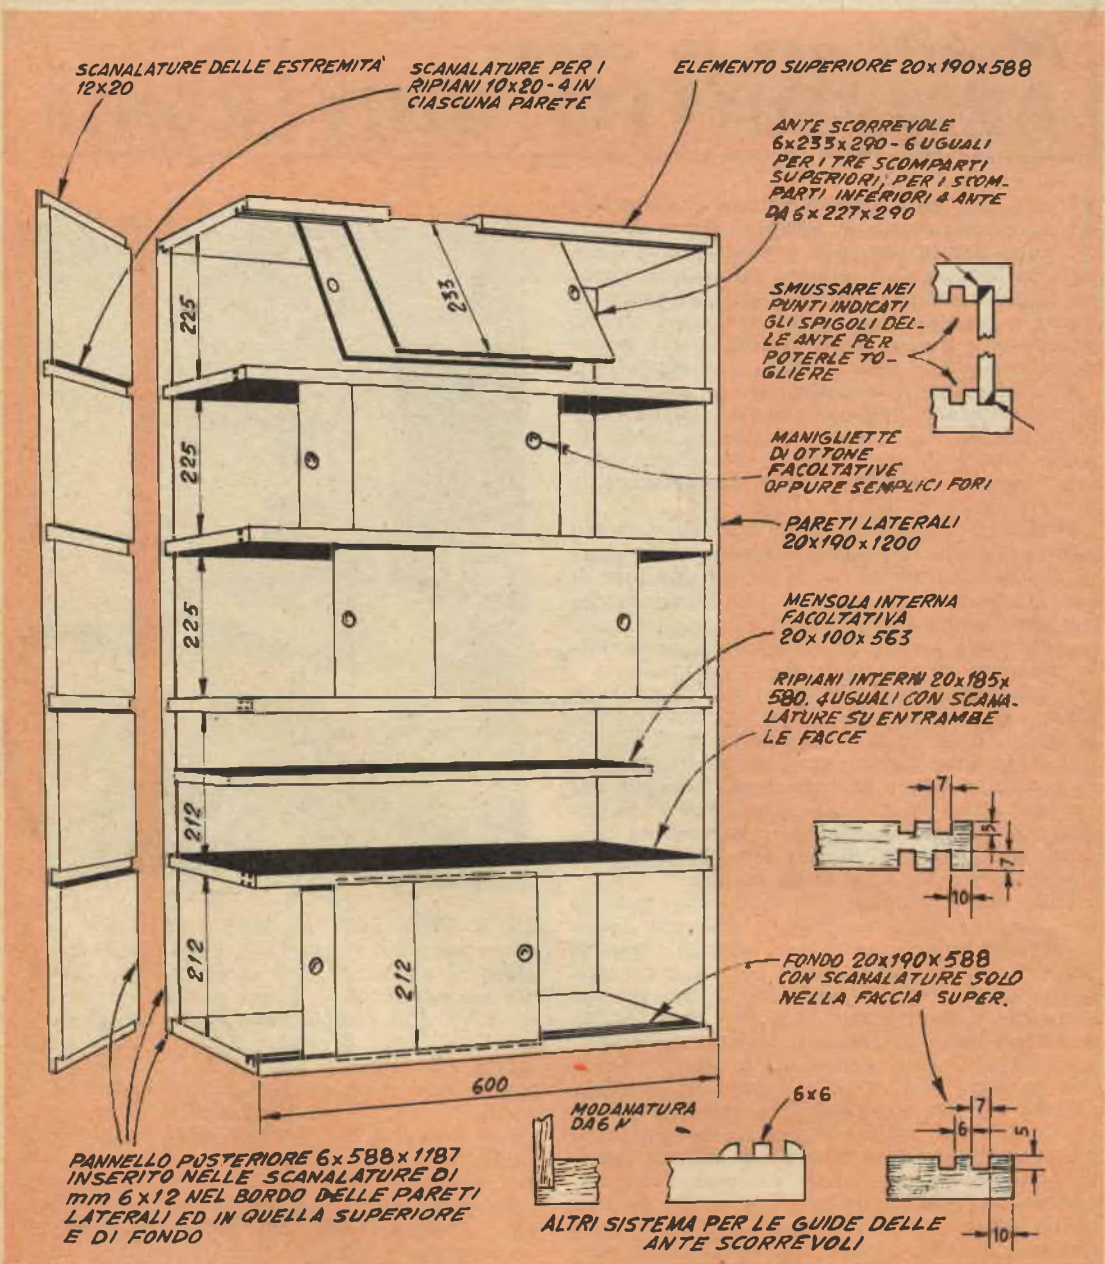 SCANALATURE DELLE ESTREMITA'
12x20
SCANALATURE PER I
RIPIANI 10x20-4 IN
CIASCUNA PARETE
ELEMENTO SUPERIORE 20x190x588
ANTE SCORREVOLE
6x233x290-6 UGUALI
PER I TRE SCOMPARTI
SUPERIORI, PER I SCOM-
PARTI INFERIORI 4 ANTE
DA 6x227x290
SMUSSARE NEI
PUNTI INDICATI
GLI SPIGOLI DEL-
LE ANTE PER
POTERLE TO-
GLIERE
MANIGLIETTE
DI OTTONE
FACOLTATIVE
OPPURE SEMPLICI FORI
PARETI LATERALI
20x190x1200
MENSOLA INTERNA
FACOLTATIVA
20x100x563
RIPIANI INTERNI 20x185x
580. 4 UGUALI CON SCANA-
LATURE SU ENTRAMBE
LE FACCE
225
233
225
225
212
212
212
600
7
5
7
10
FONDO 20x190x588
CON SCANALATURE SOLO
NELLA FACCIA SUPER.
7
6
5
10
MODANATURA
DA 6
6x6
PANNELLO POSTERIORE 6x588x1187
INSERITO NELLE SCANALATURE DI
mm 6x12 NEL BORDO DELLE PARETI
LATERALI ED IN QUELLA SUPERIORE
E DI FONDO
ALTRI SISTEMA PER LE GUIDE DELLE
ANTE SCORREVOLI